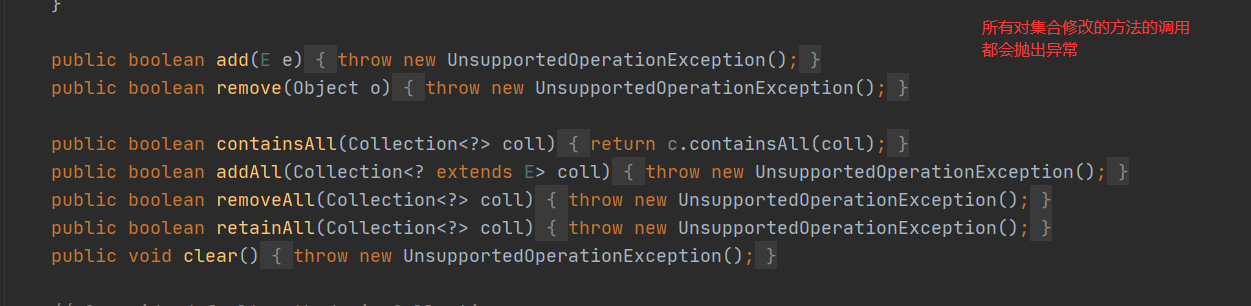 }
所有对集合修改的方法的调用
都会抛出异常
public boolean add(E e) { throw new UnsupportedOperationException(); }
public boolean remove(Object o) { throw new UnsupportedOperationException(); }
public boolean containsAll(Collection<?> coll) { return c.containsAll(coll); }
public boolean addAll(Collection<? extends E> coll) { throw new UnsupportedOperationException(); }
public boolean removeAll(Collection<?> coll) { throw new UnsupportedOperationException(); }
public boolean retainAll(Collection<?> coll) { throw new UnsupportedOperationException(); }
public void clear() { throw new UnsupportedOperationException(); }